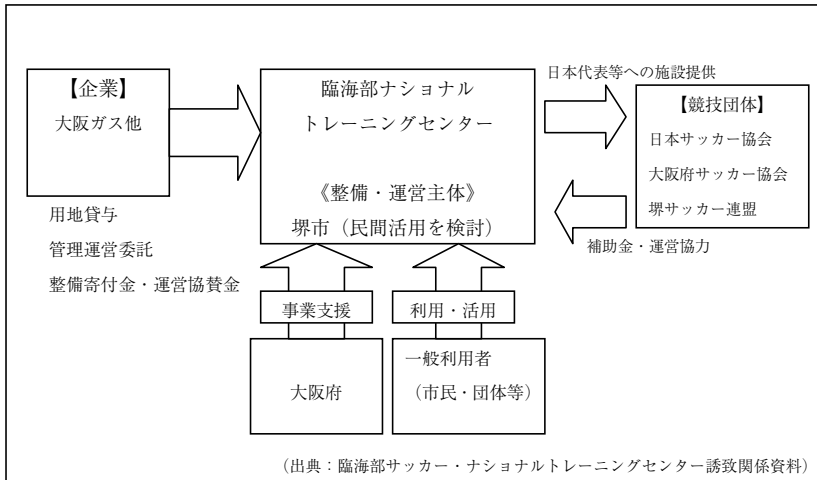 【企業】
大阪ガス他
用地貸与
管理運営委託
整備寄付金・運営協賛金
臨海部ナショナル
トレーニングセンター
《整備・運営主体》
堺市(民間活用を検討)
日本代表等への施設提供
【競技団体】
日本サッカー協会
大阪府サッカー協会
堺サッカー連盟
補助金・運営協力
事業支援
大阪府
利用・活用
一般利用者
(市民・団体等)
(出典:臨海部サッカー・ナショナルトレーニングセンター誘致関係資料)